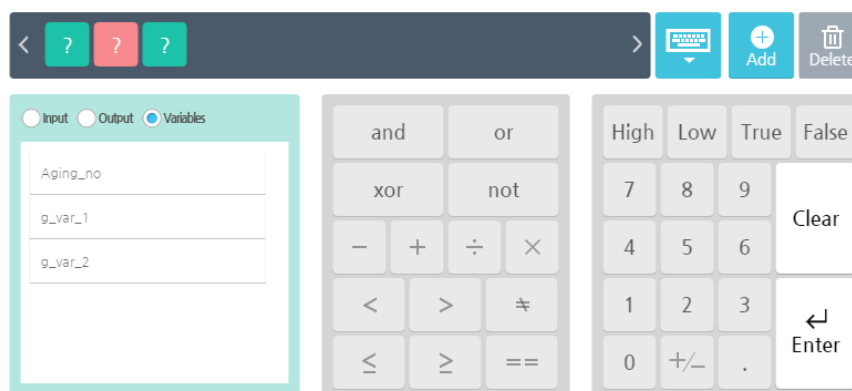 ? ? ?
Add
Delete
Input Output Variables
Aging_no
g_var_1
g_var_2
and or
xor not
− + ÷ ×
< > ≠
≤ ≥ ==
High Low True False
7 8 9
Clear
4 5 6
1 2 3
Enter
0 +/− .